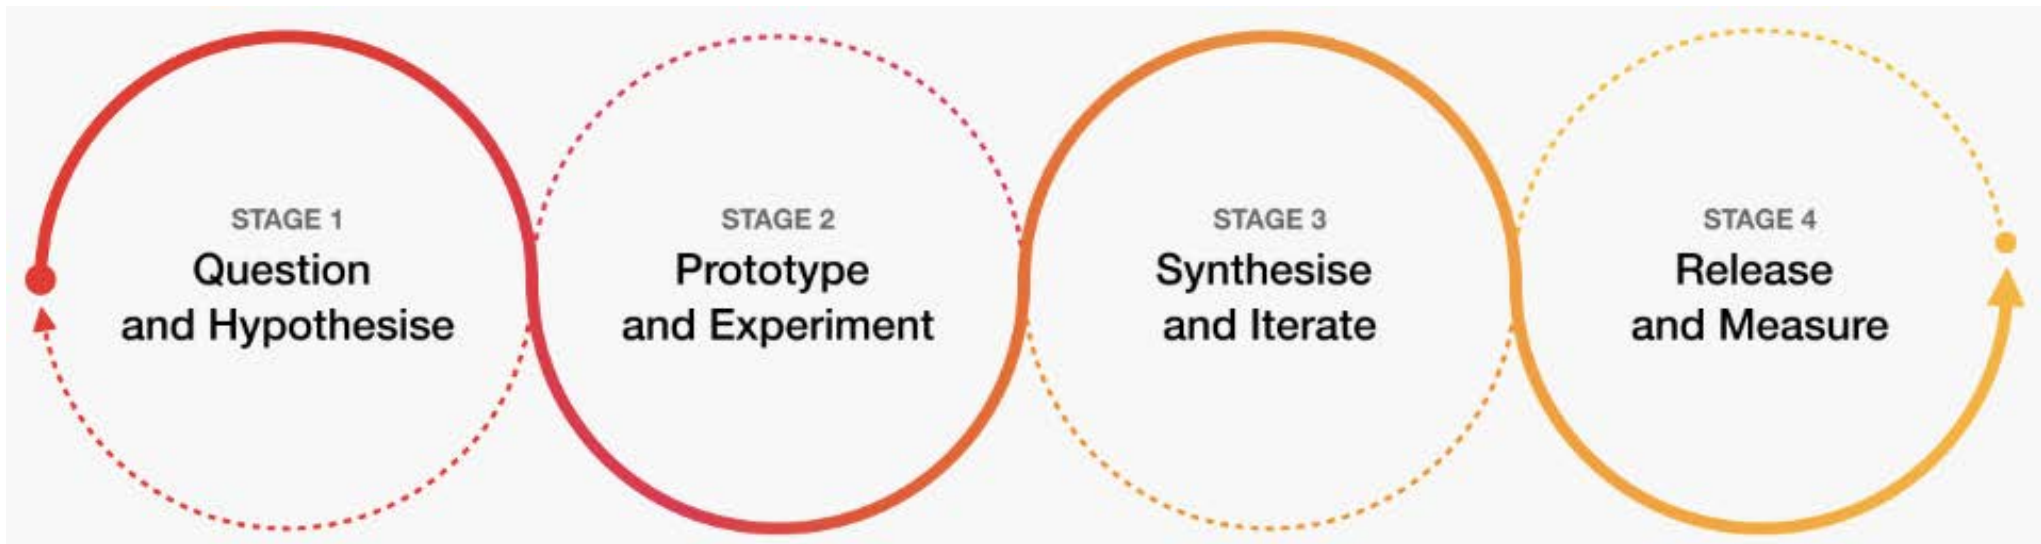 STAGE 1
Question
and Hypothesise
STAGE 2
Prototype
and Experiment
STAGE 3
Synthesise
and Iterate
STAGE 4
Release
and Measure